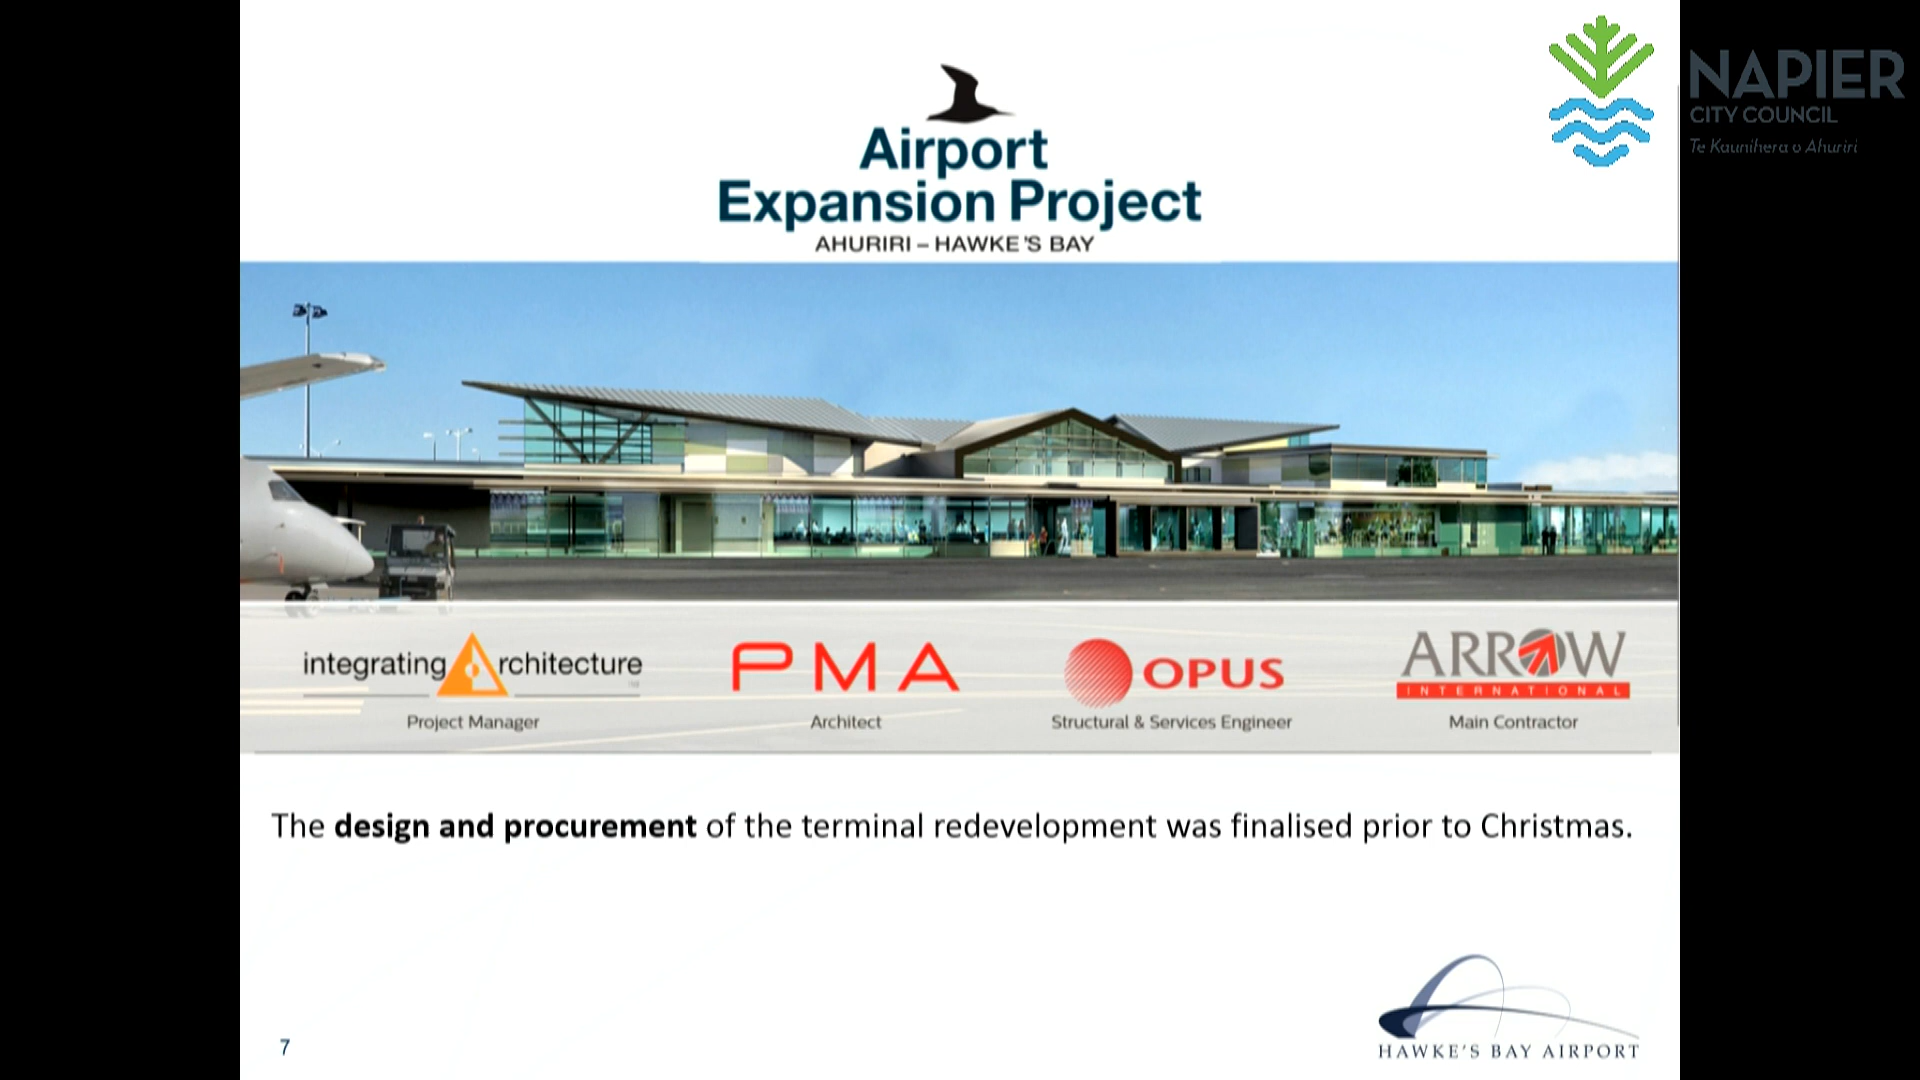 NAPIER
CITY COUNCIL
Te Kaunihera o Ahuriri
Airport
Expansion Project
AHURIRI – HAWKE'S BAY
integrating Architecture
Project Manager
PMA
Architect
OPUS
Structural & Services Engineer
ARROW
INTERNATIONAL
Main Contractor
The design and procurement of the terminal redevelopment was finalised prior to Christmas.
7
HAWKE'S BAY AIRPORT